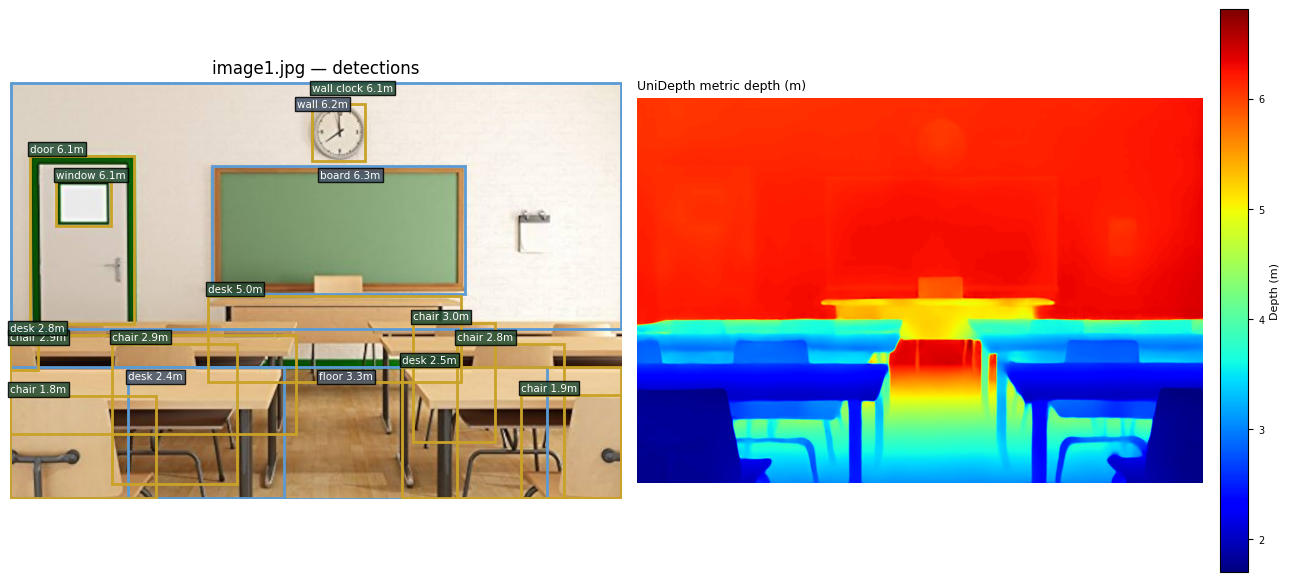 image1.jpg — detections
wall clock 6.1m
wall 6.2m
door 6.1m
window 6.1m
board 6.3m
desk 5.0m
chair 3.0m
desk 2.8m
chair 2.9m
chair 2.9m
chair 2.8m
desk 2.5m
desk 2.4m
floor 3.3m
chair 1.8m
chair 1.9m
UniDepth metric depth (m)
6
5
4
3
2
Depth (m)